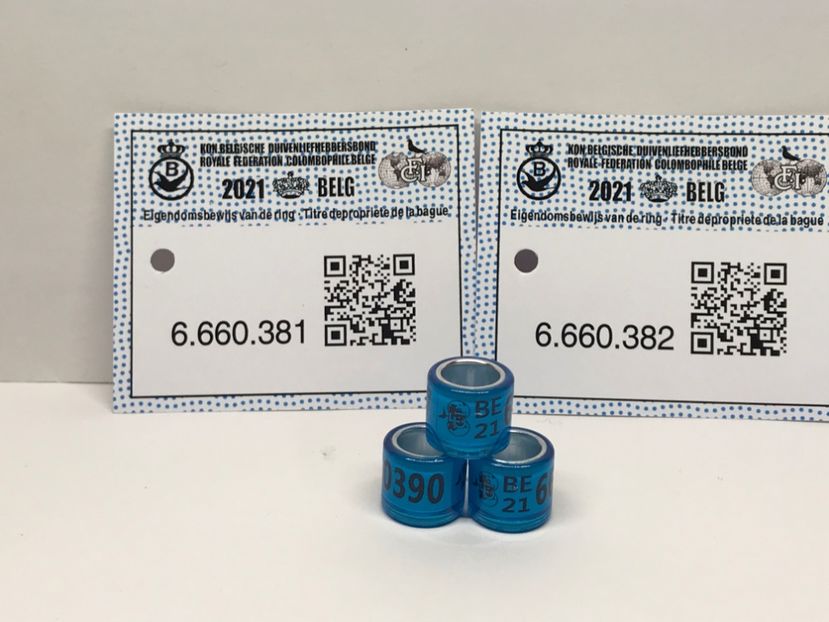 B
KON.BELGISCHE DUIVENLIEFHEBBERSBOND
ROYALE FEDERATION COLOMBOPHILE BELGE
FCI
2021 BELG
Eigendomsbewijs van de ring - Titre de propriete de la bague
6.660.381
B
KON.BELGISCHE DUIVENLIEFHEBBERSBOND
ROYALE FEDERATION COLOMBOPHILE BELGE
FCI
2021 BELG
Eigendomsbewijs van de ring - Titre de propriete de la bague
6.660.382
BE
21
0390
BE
21